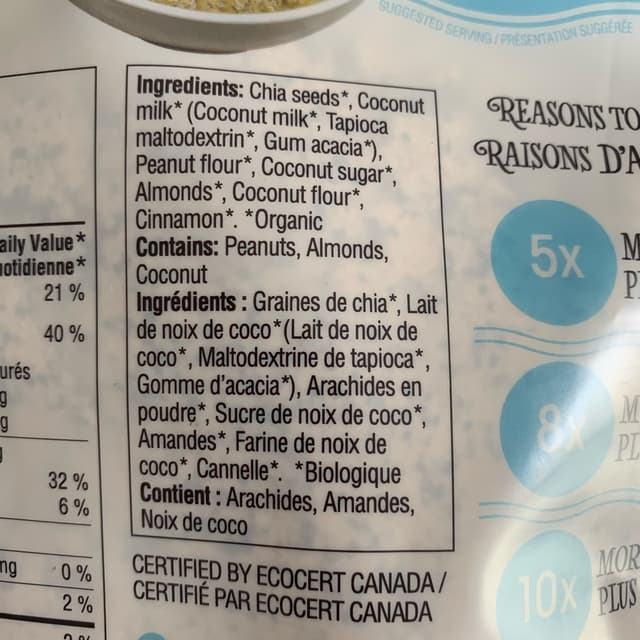 SUGGESTED SERVING / PRÉSENTATION SUGGÉRÉE
Ingredients: Chia seeds*, Coconut
milk* (Coconut milk*, Tapioca
maltodextrin*, Gum acacia*),
Peanut flour*, Coconut sugar*,
Almonds*, Coconut flour*,
Cinnamon*. *Organic
Contains: Peanuts, Almonds,
Coconut
Ingrédients : Graines de chia*, Lait
de noix de coco*(Lait de noix de
coco*, Maltodextrine de tapioca*,
Gomme d'acacia*), Arachides en
poudre*, Sucre de noix de coco*,
Amandes*, Farine de noix de
coco*, Cannelle*. *Biologique
Contient : Arachides, Amandes,
Noix de coco
CERTIFIED BY ECOCERT CANADA /
CERTIFIÉ PAR ECOCERT CANADA
aily Value*
uotidienne*
21 %
40 %
urés
g
g
32 %
6 %
mg 0 %
2 %
REASONS TO
RAISONS D'A
5x
8x
10x MOR
PLUS